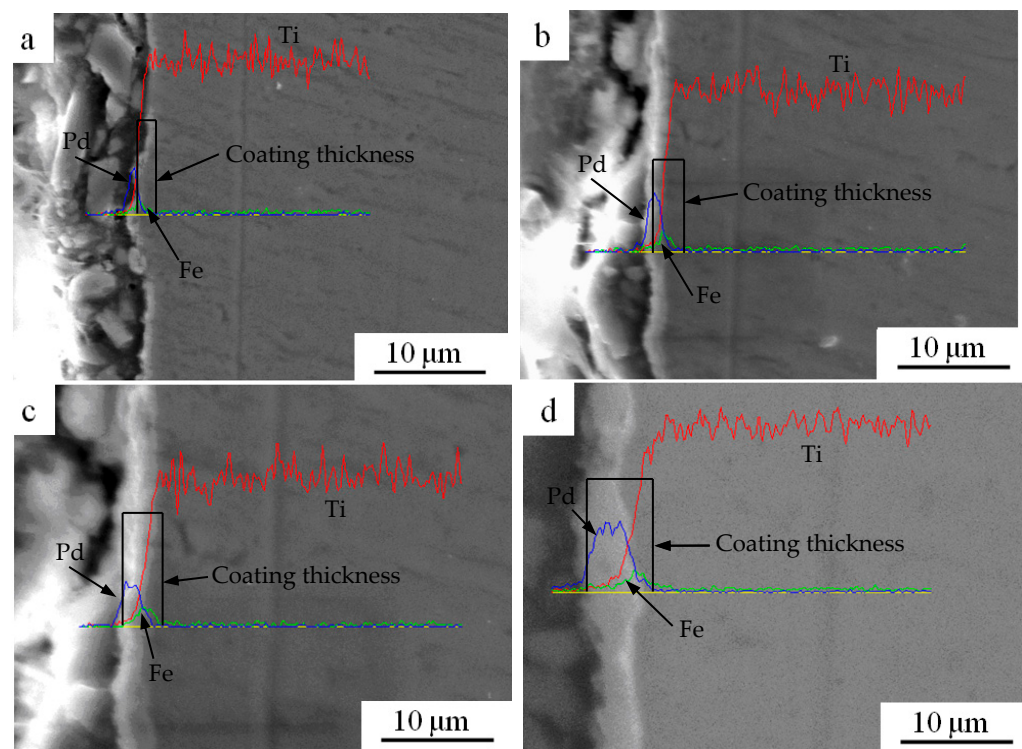 a
Ti
Pd
Coating thickness
Fe
10 μm
b
Ti
Pd
Coating thickness
Fe
10 μm
c
Ti
Pd
Coating thickness
Fe
10 μm
d
Ti
Pd
Coating thickness
Fe
10 μm